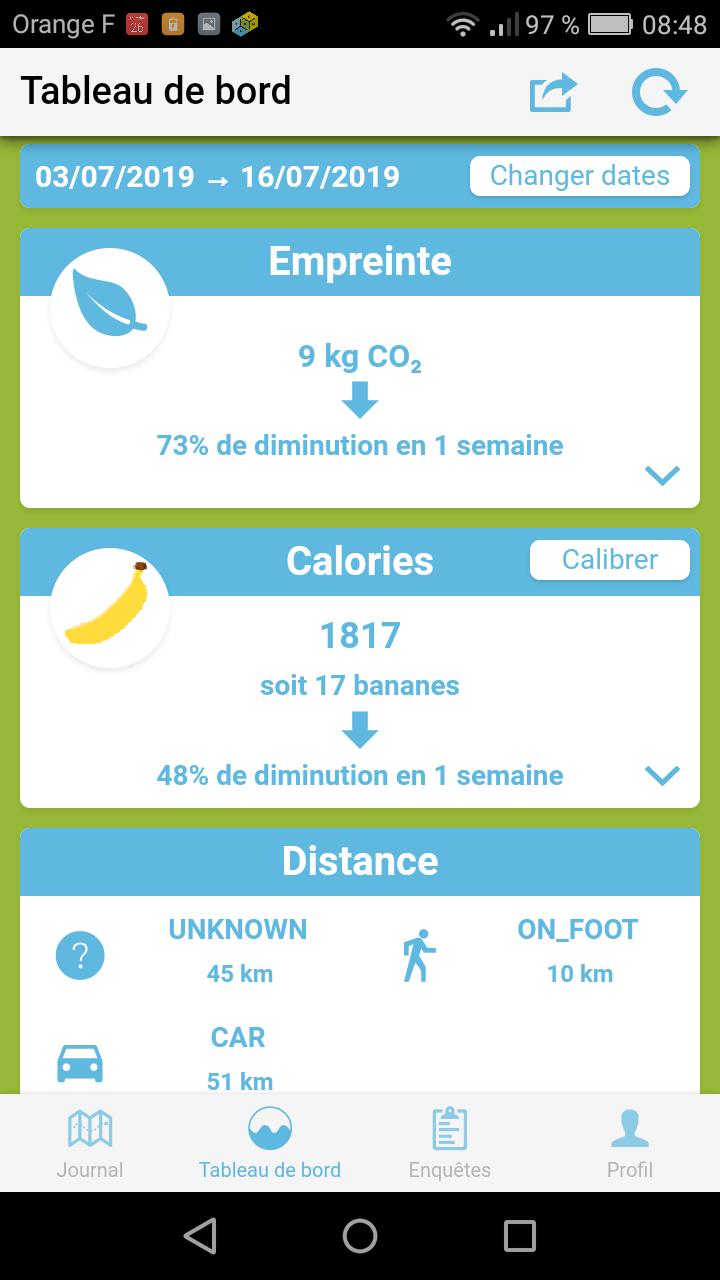 Orange F 26 97 % 08:48
Tableau de bord
03/07/2019 → 16/07/2019 Changer dates
Empreinte
9 kg CO₂
73% de diminution en 1 semaine
Calories Calibrer
1817
soit 17 bananes
48% de diminution en 1 semaine
Distance
UNKNOWN ON_FOOT
45 km 10 km
CAR
51 km
Journal Tableau de bord Enquêtes Profil